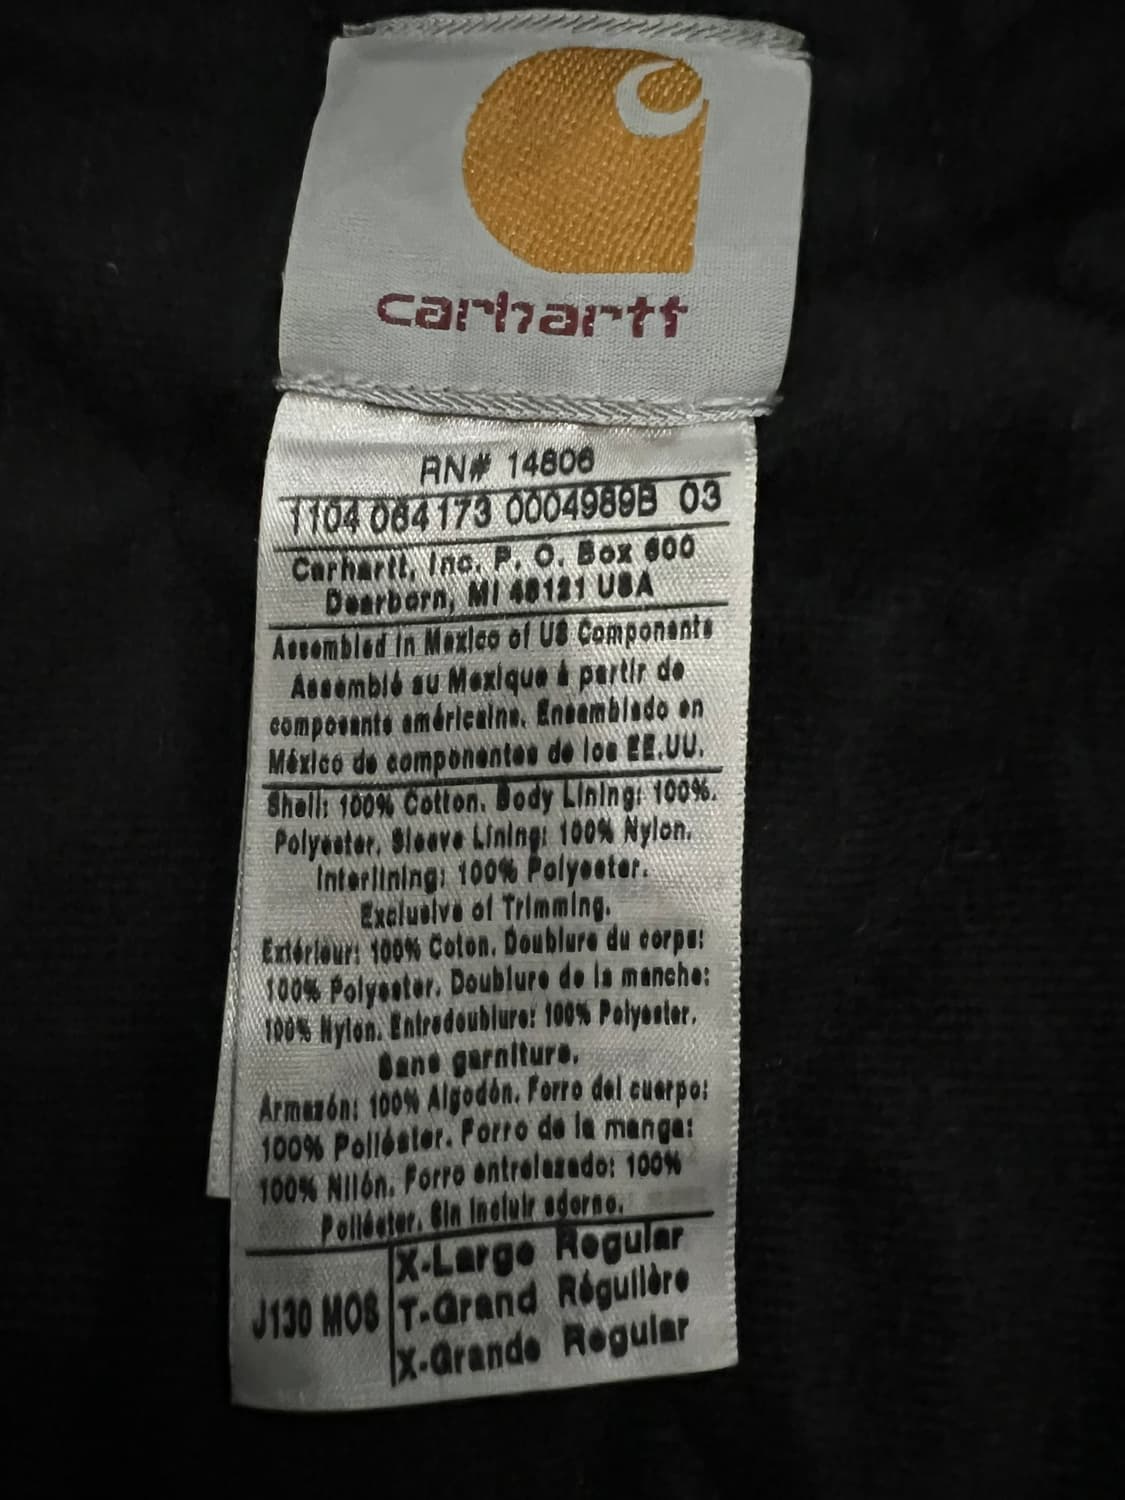 carhartt
RN# 14806
1104 064173 0004989B 03
Carhartt, Inc. P. O. Box 600
Dearborn, MI 48121 USA
Assembled in Mexico of US Components
Assemblé au Mexique à partir de
composants américains. Ensamblado en
México de componentes de los EE.UU.
Shell: 100% Cotton. Body Lining: 100%.
Polyester. Sleeve Lining: 100% Nylon.
Interlining: 100% Polyester.
Exclusive of Trimming.
Extérieur: 100% Coton. Doublure du corps:
100% Polyester. Doublure de la manche:
100% Nylon. Entredoublure: 100% Polyester.
Sans garniture.
Armazón: 100% Algodón. Forro del cuerpo:
100% Poliéster. Forro de la manga:
100% Nilón. Forro entrelazado: 100%
Poliéster. Sin incluir adorno.
J130 MOS
X-Large Regular
T-Grand Régulière
X-Grande Regular